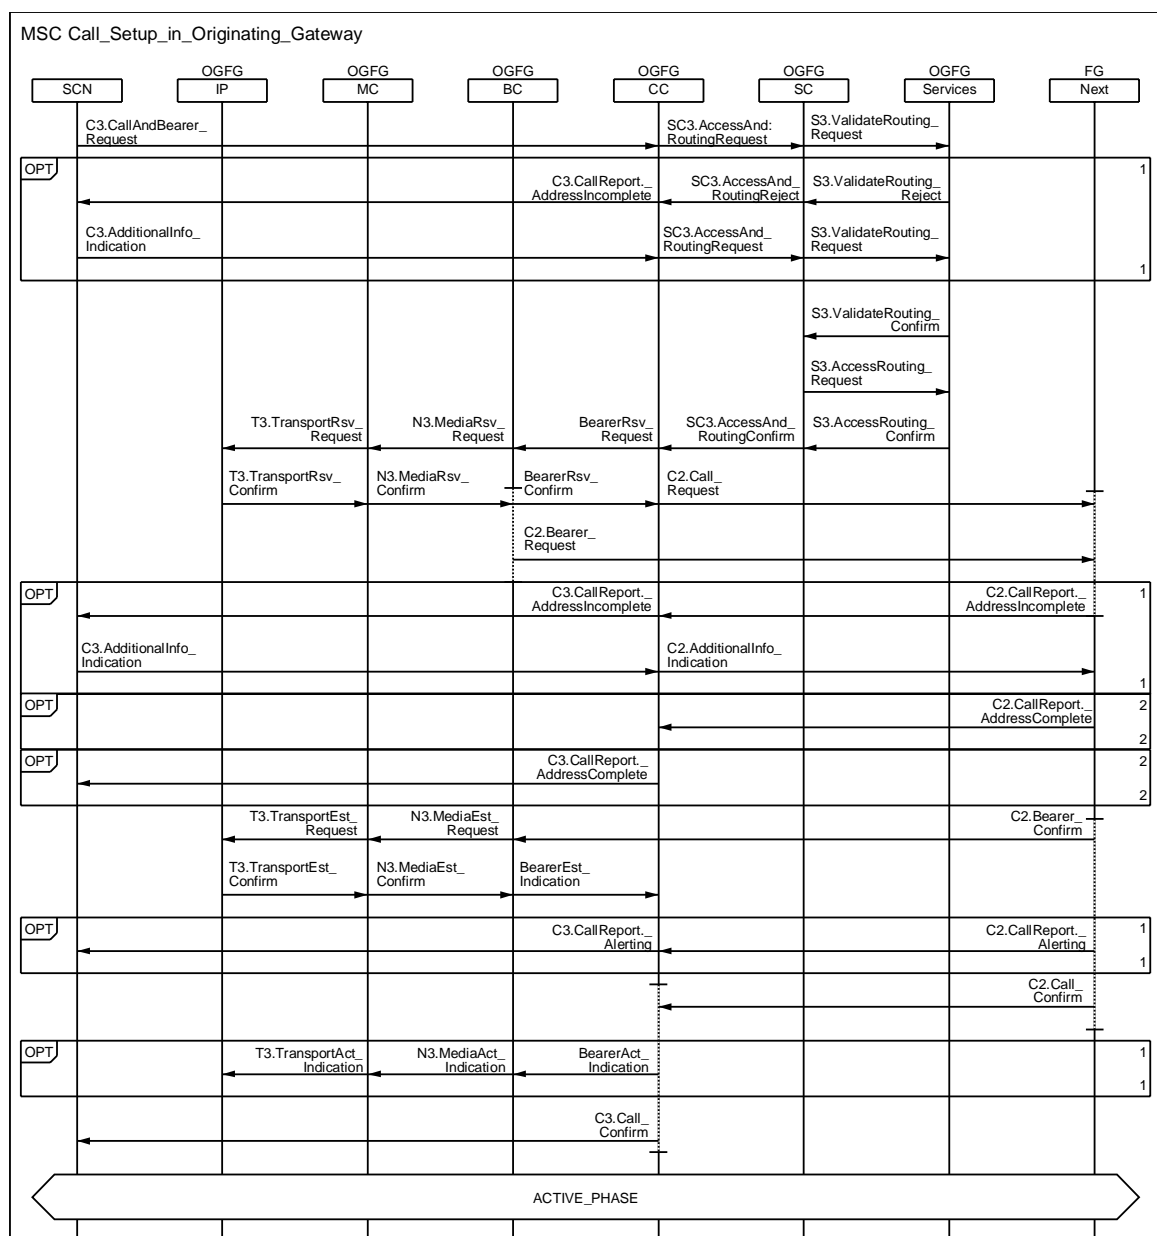 MSC Call_Setup_in_Originating_Gateway
OGFG OGFG OGFG OGFG OGFG OGFG FG
SCN IP MC BC CC SC Services Next
C3.CallAndBearer_ SC3.AccessAnd: S3.ValidateRouting_
Request RoutingRequest Request
OPT 1
C3.CallReport._ SC3.AccessAnd_ S3.ValidateRouting_
AddressIncomplete RoutingReject Reject
C3.AdditionalInfo_ SC3.AccessAnd_ S3.ValidateRouting_
Indication RoutingRequest Request
1
S3.ValidateRouting_
Confirm
S3.AccessRouting_
Request
T3.TransportRsv_ N3.MediaRsv_ BearerRsv_ SC3.AccessAnd_ S3.AccessRouting_
Request Request Request RoutingConfirm Confirm
T3.TransportRsv_ N3.MediaRsv_ BearerRsv_ C2.Call_
Confirm Confirm Confirm Request
C2.Bearer_
Request
OPT C3.CallReport._ C2.CallReport._ 1
AddressIncomplete AddressIncomplete
C3.AdditionalInfo_ C2.AdditionalInfo_
Indication Indication
1
OPT C2.CallReport._ 2
AddressComplete
2
OPT C3.CallReport._ 2
AddressComplete
2
T3.TransportEst_ N3.MediaEst_ C2.Bearer_
Request Request Confirm
T3.TransportEst_ N3.MediaEst_ BearerEst_
Confirm Confirm Indication
OPT C3.CallReport._ C2.CallReport._ 1
Alerting Alerting
1
C2.Call_
Confirm
OPT T3.TransportAct_ N3.MediaAct_ BearerAct_ 1
Indication Indication Indication
1
C3.Call_
Confirm
ACTIVE_PHASE